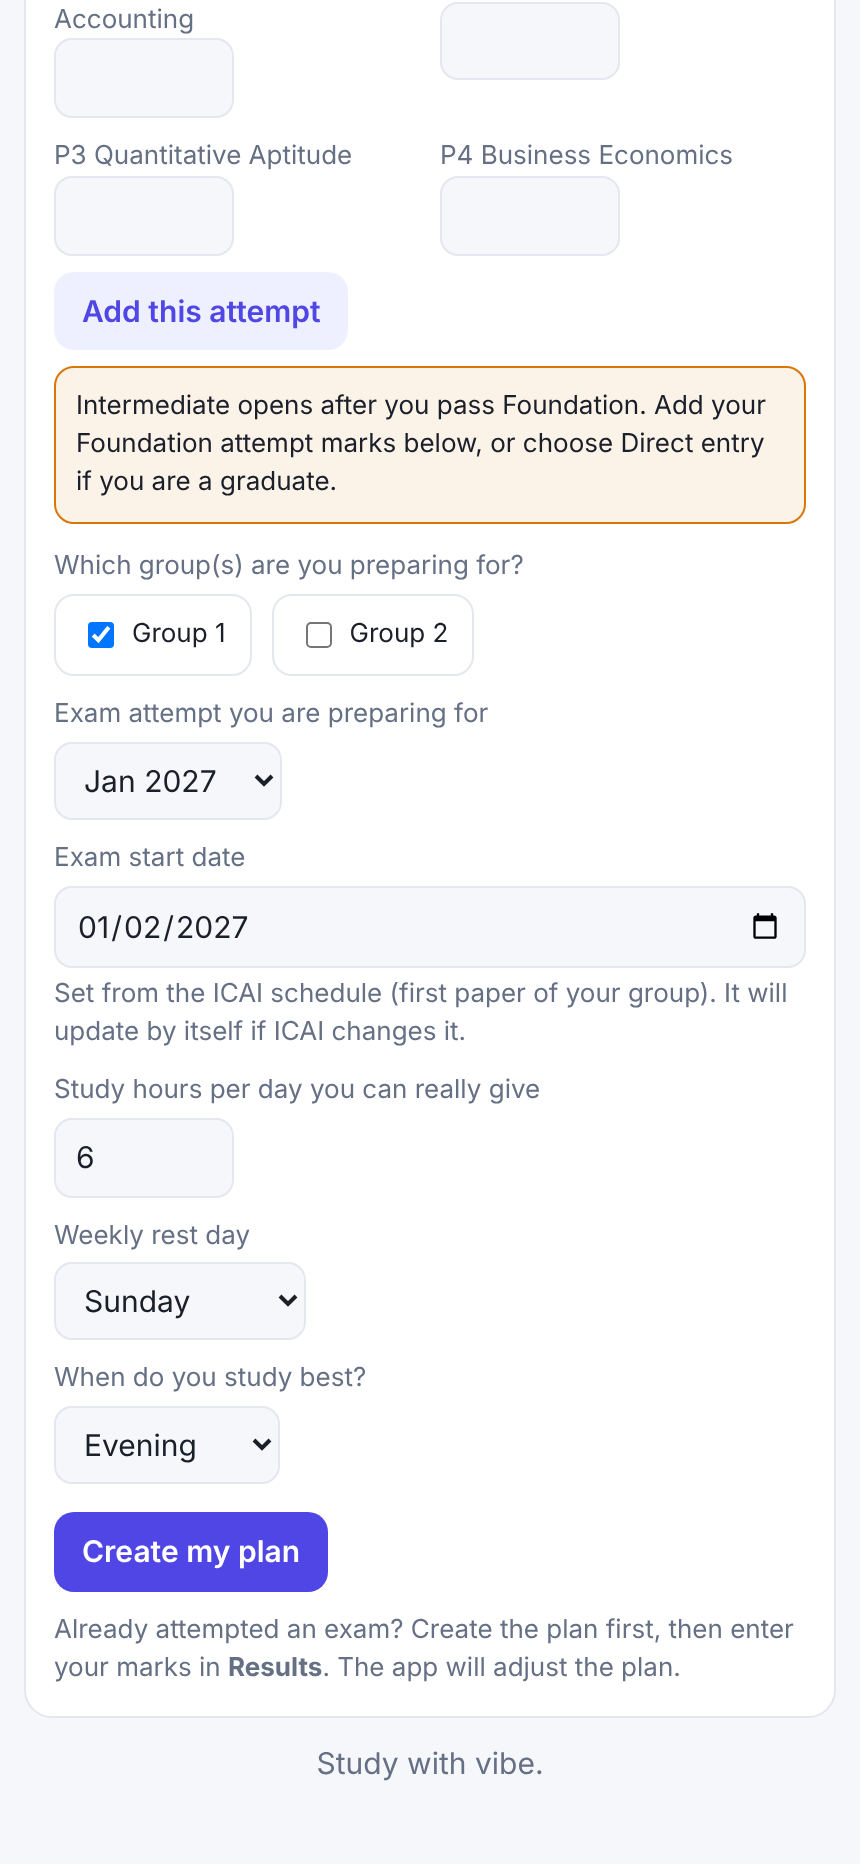 Accounting
P3 Quantitative Aptitude
P4 Business Economics
Add this attempt
Intermediate opens after you pass Foundation. Add your
Foundation attempt marks below, or choose Direct entry
if you are a graduate.
Which group(s) are you preparing for?
Group 1
Group 2
Exam attempt you are preparing for
Jan 2027
Exam start date
01/02/2027
Set from the ICAI schedule (first paper of your group). It will
update by itself if ICAI changes it.
Study hours per day you can really give
6
Weekly rest day
Sunday
When do you study best?
Evening
Create my plan
Already attempted an exam? Create the plan first, then enter
your marks in Results. The app will adjust the plan.
Study with vibe.